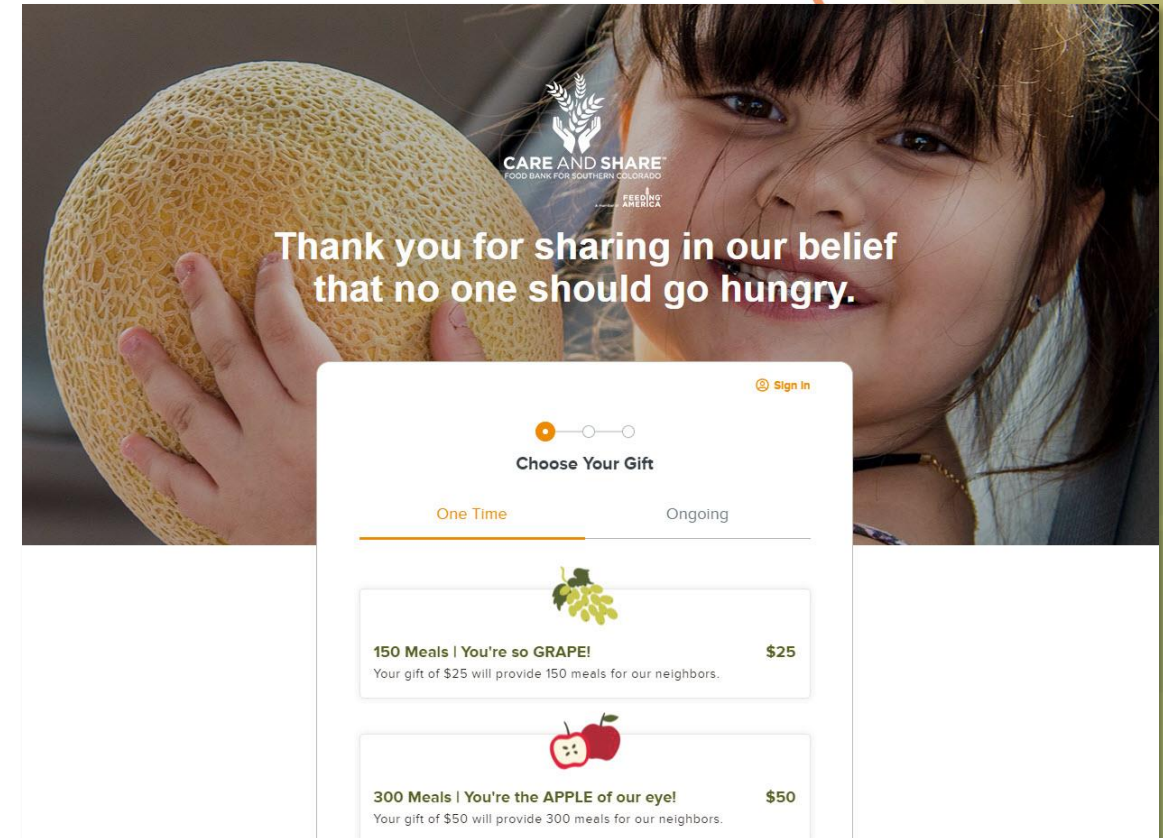 CARE AND SHARE™
FOOD BANK FOR SOUTHERN COLORADO
FEEDING
AMERICA
Thank you for sharing in our belief
that no one should go hungry.
Sign in
Choose Your Gift
One Time
Ongoing
150 Meals | You're so GRAPE!
$25
Your gift of $25 will provide 150 meals for our neighbors.
300 Meals | You're the APPLE of our eye!
$50
Your gift of $50 will provide 300 meals for our neighbors.